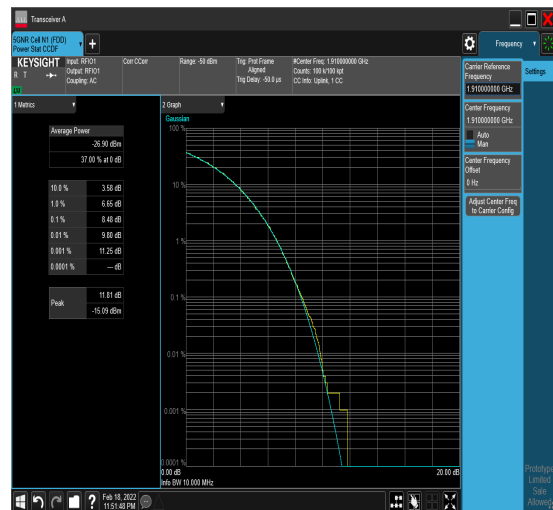 Transceiver A
5GNR Cell N1 (FDD)
Power Stat CCDF
Frequency
KEYSIGHT
R T
LXI
Input: RFIO1
Output: RFIO1
Coupling: AC
Corr CCorr
Range: -50 dBm
Trig: Prot Frame
Aligned
Trig Delay: -50.0 µs
#Center Freq: 1.910000000 GHz
Counts: 100 k/100 kpt
CC Info: Uplink, 1 CC
Carrier Reference
Frequency
1.910000000 GHz
Settings
Center Frequency
1.910000000 GHz
Auto
Man
Center Frequency
Offset
0 Hz
Adjust Center Freq
to Carrier Config
1 Metrics
Average Power
-26.90 dBm
37.00 % at 0 dB
10.0 % 3.58 dB
1.0 % 6.65 dB
0.1 % 8.48 dB
0.01 % 9.80 dB
0.001 % 11.25 dB
0.0001 % --- dB
Peak
11.81 dB
-15.09 dBm
2 Graph
Gaussian
100 %
10 %
1 %
0.1 %
0.01 %
0.001 %
0.0001 %
0.00 dB
20.00 dB
Info BW 10.000 MHz
Prototype
Limited
Sale
Allowed
Feb 18, 2022
11:51:48 PM